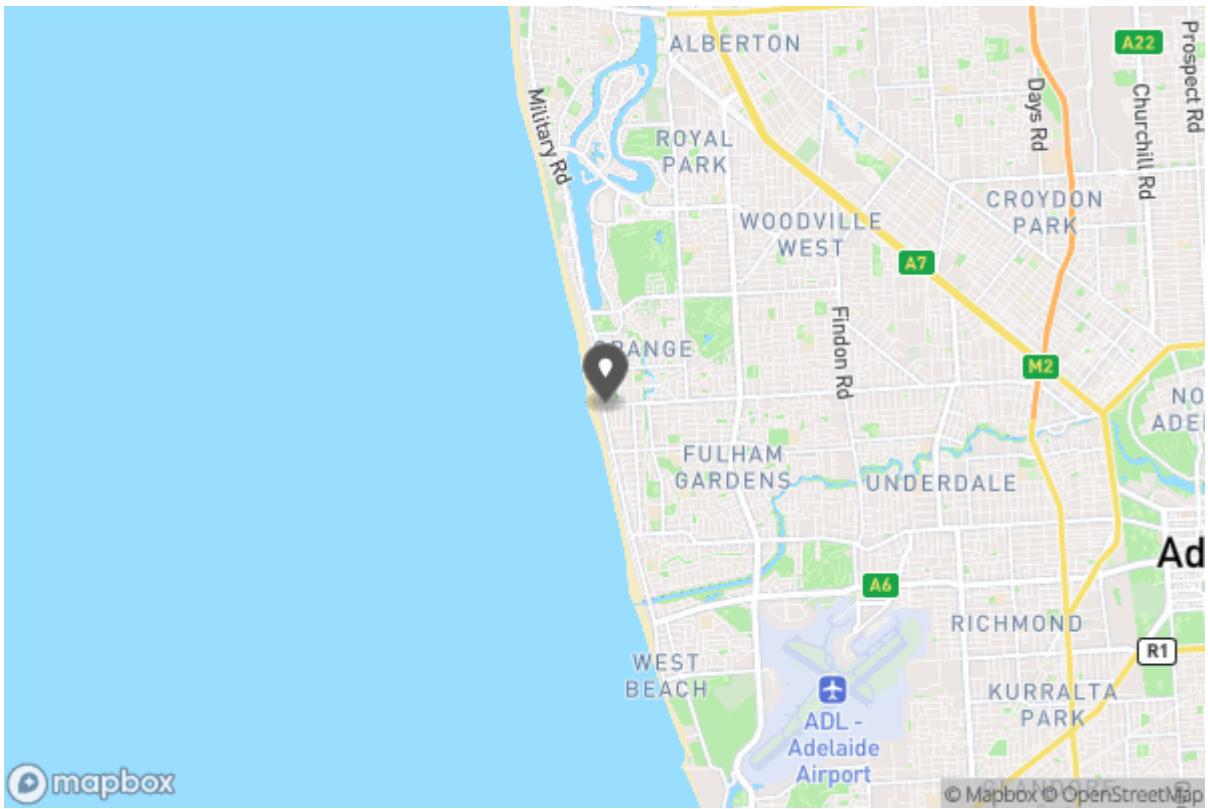 ALBERTON
A22
Prospect Rd
Days Rd
Churchill Rd
Military Rd
ROYAL
PARK
CROYDON
PARK
WOODVILLE
WEST
A7
Findon Rd
GRANGE
M2
NO
ADEL
FULHAM
GARDENS
UNDERDALE
Ad
A6
RICHMOND
R1
WEST
BEACH
KURRALTA
PARK
ADL -
Adelaide
Airport
mapbox
© Mapbox © OpenStreetMap